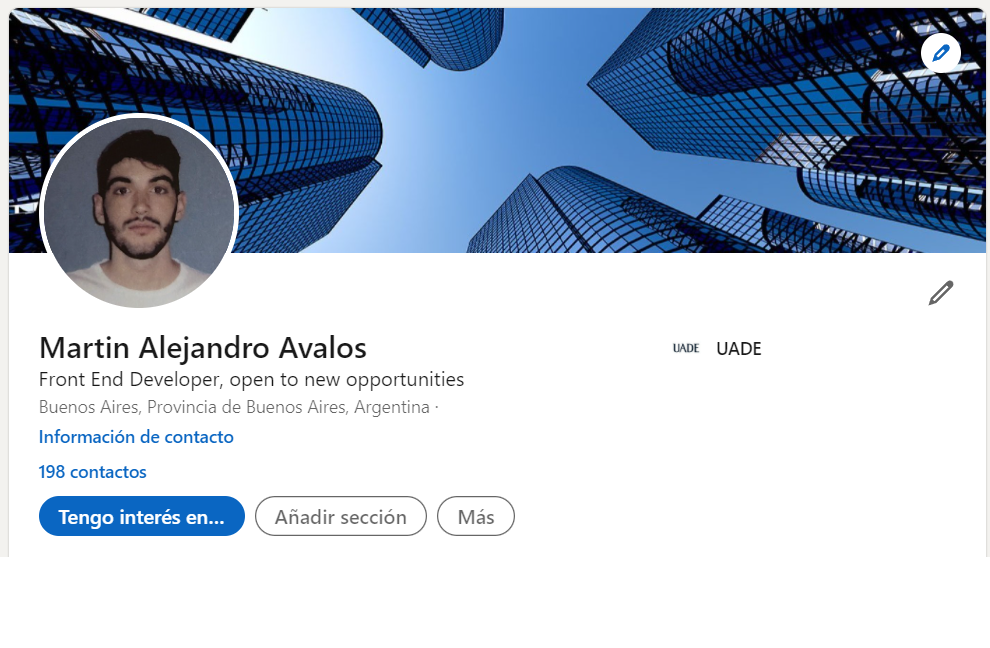 Martin Alejandro Avalos
UADE UADE
Front End Developer, open to new opportunities
Buenos Aires, Provincia de Buenos Aires, Argentina ·
Información de contacto
198 contactos
Tengo interés en...
Añadir sección
Más